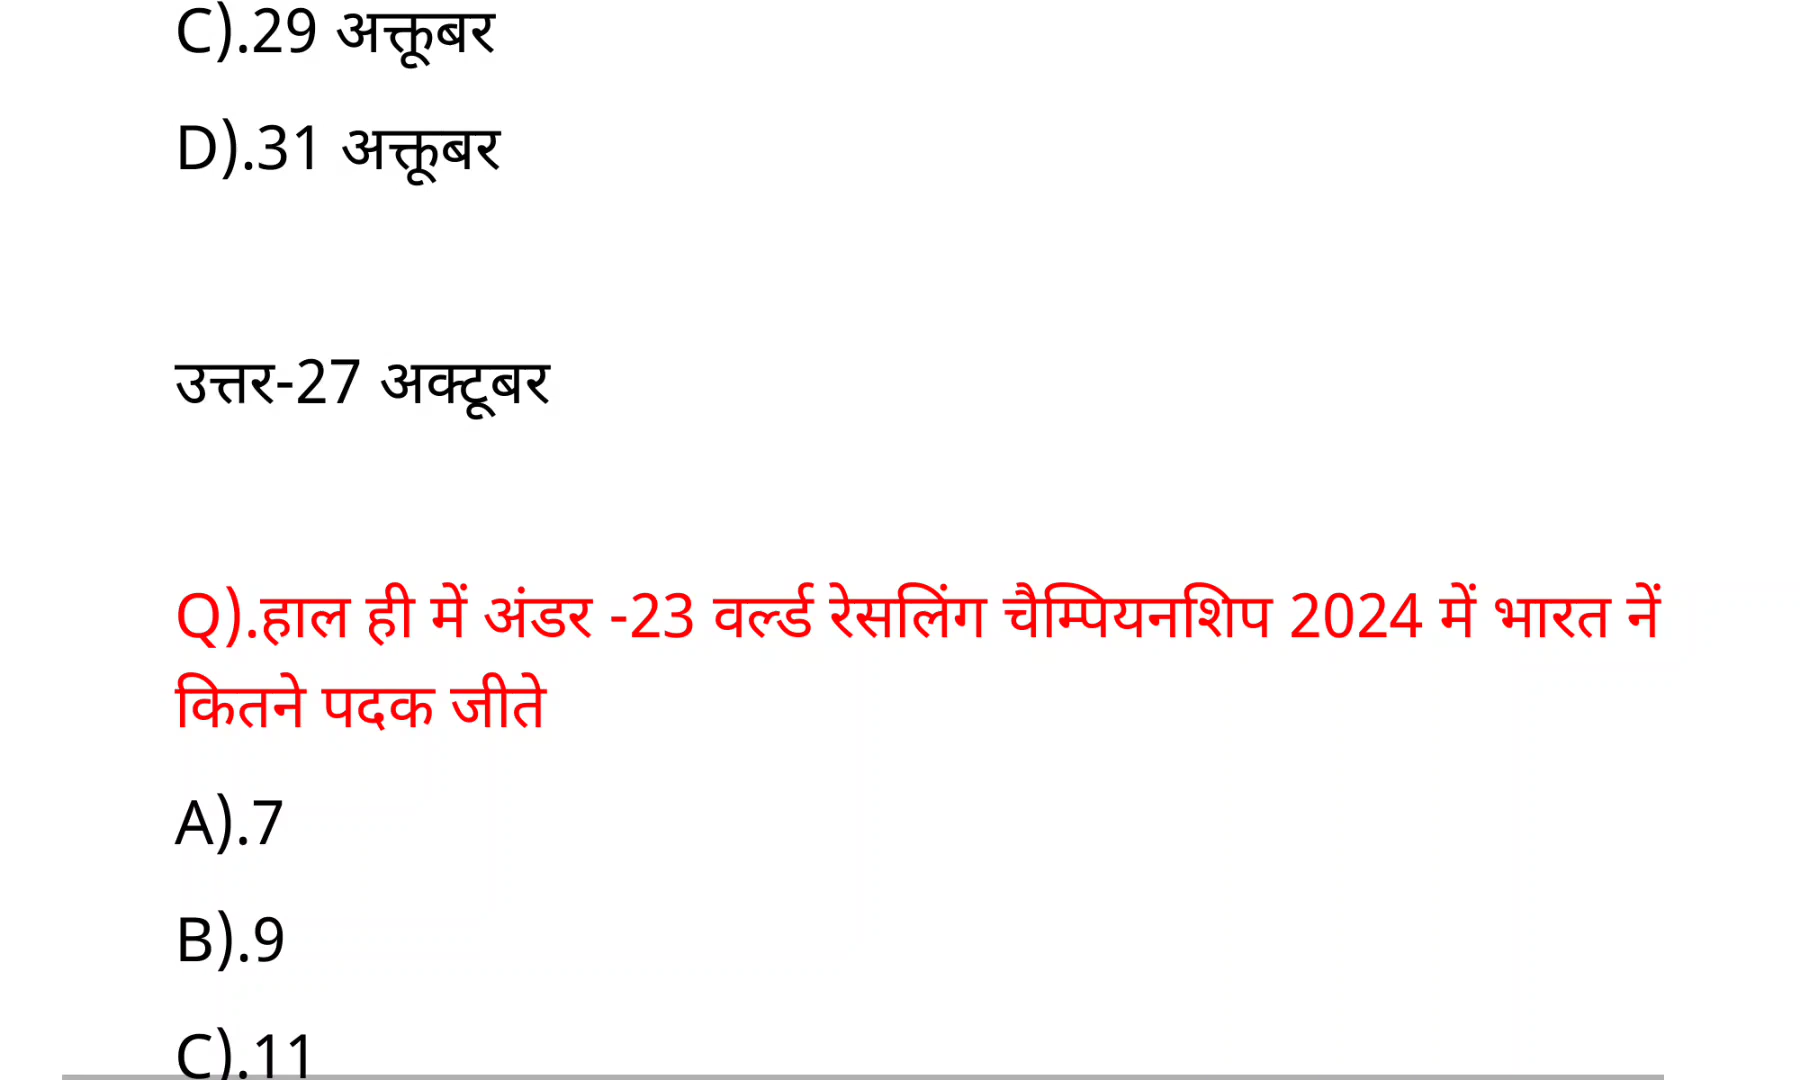 C).29 अक्तूबर
D).31 अक्तूबर
उत्तर-27 अक्टूबर
Q).हाल ही में अंडर -23 वर्ल्ड रेसलिंग चैम्पियनशिप 2024 में भारत नें
कितने पदक जीते
A).7
B).9
C).11